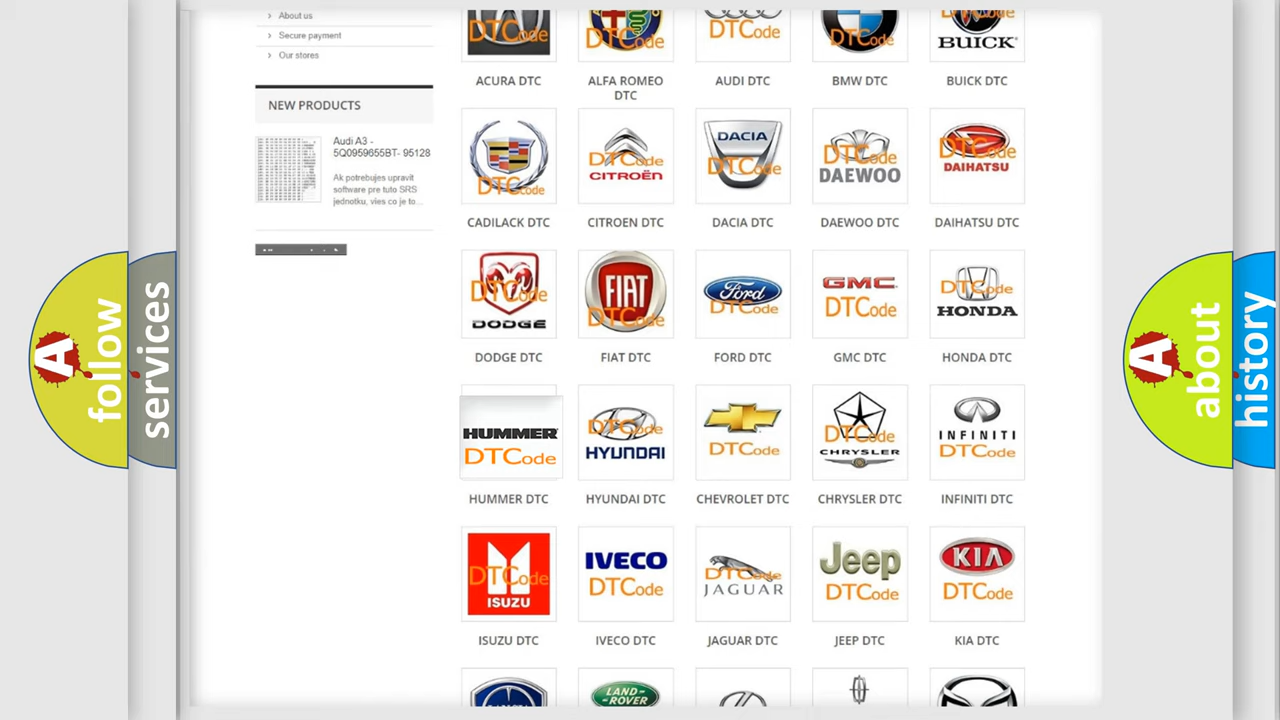 About us
Secure payment
Our stores
NEW PRODUCTS
Audi A3 -
5Q0959655BT- 95128
Ak potrebujes upravit
software pre tuto SRS
jednotku, vies co je to...
DTCode
DTCode
DTCode
DTCode
BUICK
ACURA DTC
ALFA ROMEO
DTC
AUDI DTC
BMW DTC
BUICK DTC
DTCode
DTCode
CITROËN
DACIA
DTCode
DTCode
DAEWOO
DTCode
DAIHATSU
CADILACK DTC
CITROEN DTC
DACIA DTC
DAEWOO DTC
DAIHATSU DTC
DTCode
DODGE
FIAT
DTCode
Ford
DTCode
GMC
DTCode
DTCode
HONDA
DODGE DTC
FIAT DTC
FORD DTC
GMC DTC
HONDA DTC
HUMMER
DTCode
DTCode
HYUNDAI
DTCode
DTCode
CHRYSLER
INFINITI
DTCode
HUMMER DTC
HYUNDAI DTC
CHEVROLET DTC
CHRYSLER DTC
INFINITI DTC
DTCode
ISUZU
IVECO
DTCode
DTCode
JAGUAR
Jeep
DTCode
KIA
DTCode
ISUZU DTC
IVECO DTC
JAGUAR DTC
JEEP DTC
KIA DTC
LAND-
ROVER
A follow
services
A about
history